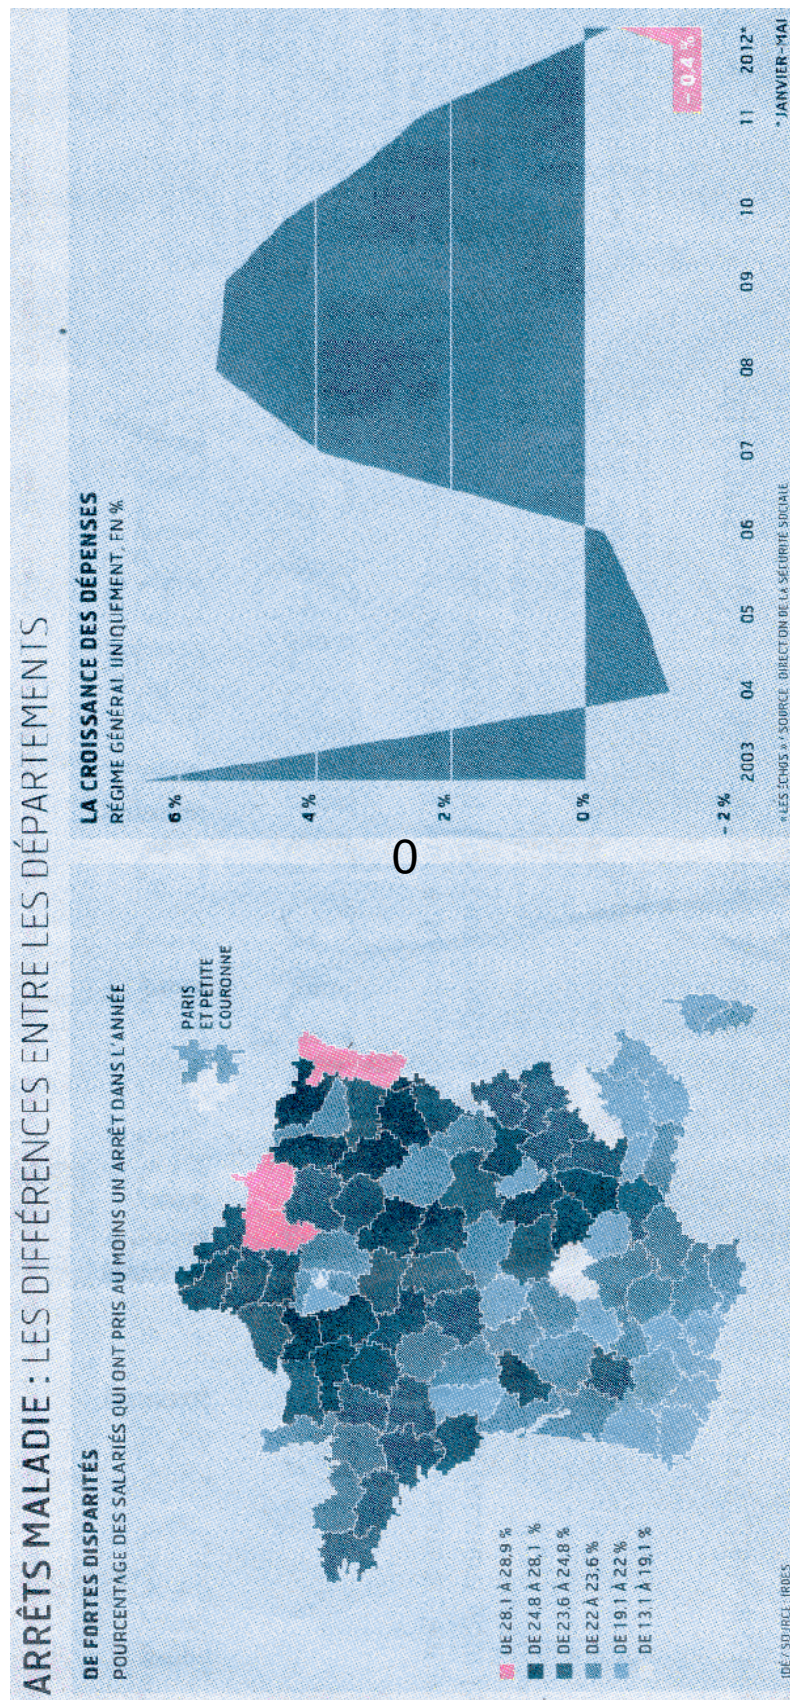 ARRÊTS MALADIE : LES DIFFÉRENCES ENTRE LES DÉPARTEMENTS
DE FORTES DISPARITÉS
POURCENTAGE DES SALARIÉS QUI ONT PRIS AU MOINS UN ARRÊT DANS L'ANNÉE
PARIS
ET PETITE
COURONNE
DE 28,1 À 28,9 %
DE 24,8 À 28,1 %
DE 23,6 À 24,8 %
DE 22 À 23,6 %
DE 19,1 À 22 %
DE 13,1 À 19,1 %
IDÉ / SOURCE : IRDES
0
LA CROISSANCE DES DÉPENSES
RÉGIME GÉNÉRAL UNIQUEMENT, EN %
6 %
4 %
2 %
0 %
– 2 %
– 0,4 %
2003 04 05 06 07 08 09 10 11 2012*
* JANVIER-MAI
« LES ÉCHOS » / SOURCE : DIRECTION DE LA SÉCURITÉ SOCIALE